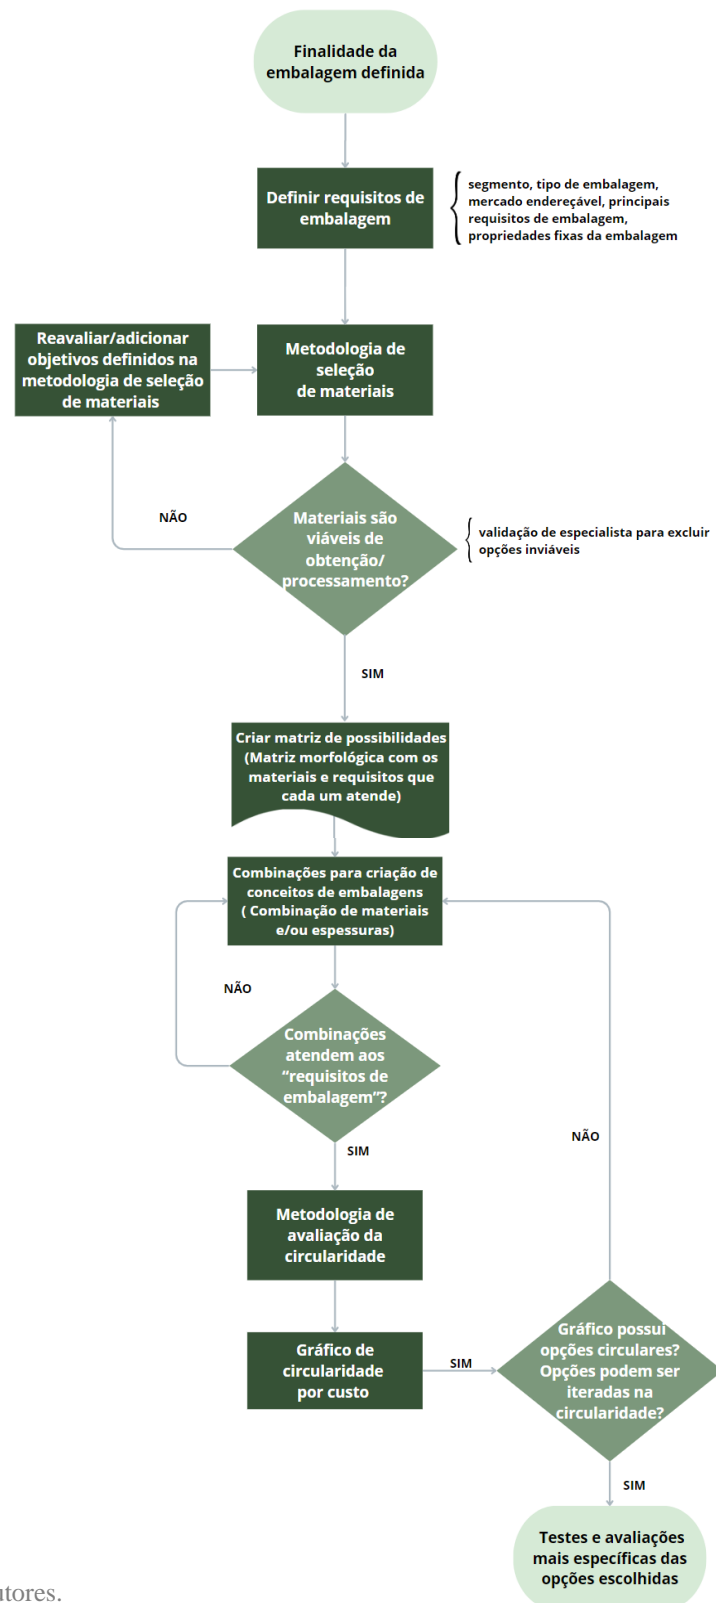 Finalidade da
embalagem definida
Definir requisitos de
embalagem
segmento, tipo de embalagem,
mercado endereçável, principais
requisitos de embalagem,
propriedades fixas da embalagem
Reavaliar/adicionar
objetivos definidos na
metodologia de seleção
de materiais
Metodologia de
seleção
de materiais
NÃO
Materiais são
viáveis de
obtenção/
processamento?
validação de especialista para excluir
opções inviáveis
SIM
Criar matriz de possibilidades
(Matriz morfológica com os
materiais e requisitos que
cada um atende)
Combinações para criação de
conceitos de embalagens
( Combinação de materiais
e/ou espessuras)
NÃO
Combinações
atendem aos
“requisitos de
embalagem”?
NÃO
SIM
Metodologia de
avaliação da
circularidade
Gráfico de
circularidade
por custo
SIM
Gráfico possui
opções circulares?
Opções podem ser
iteradas na
circularidade?
SIM
Testes e avaliações
mais específicas das
opções escolhidas
utores.